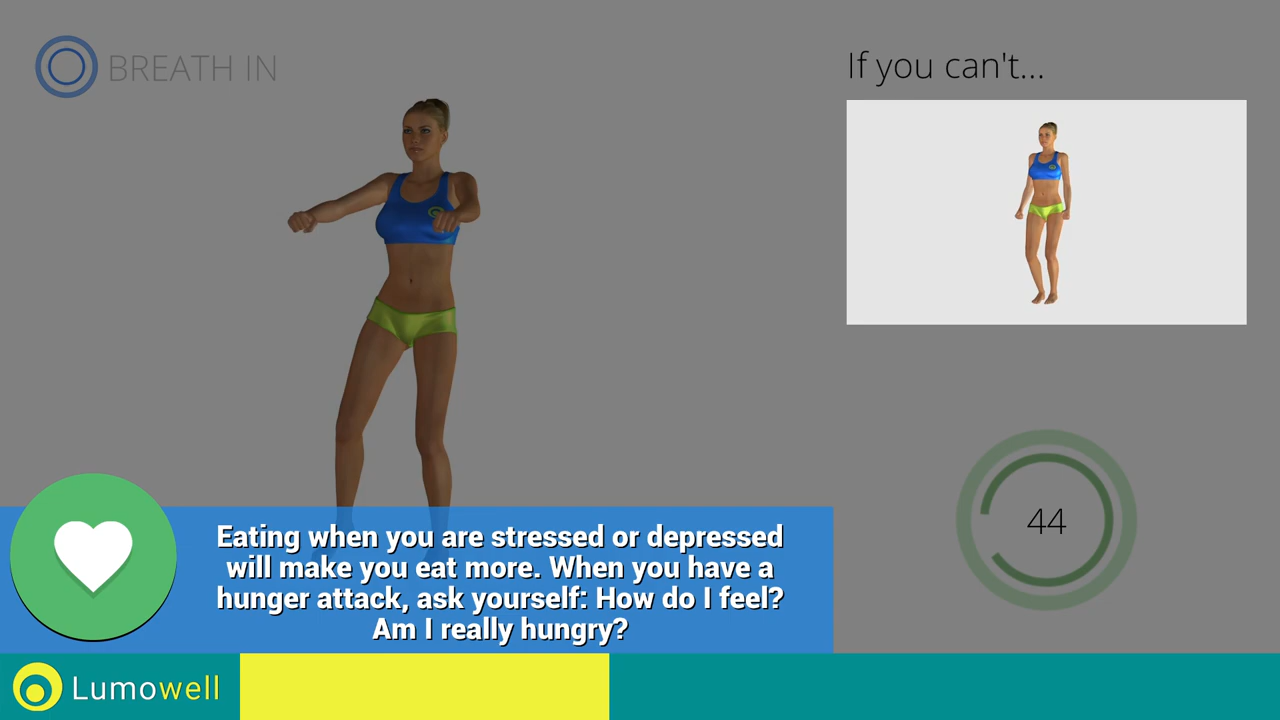 BREATH IN
If you can't...
44
Eating when you are stressed or depressed
will make you eat more. When you have a
hunger attack, ask yourself: How do I feel?
Am I really hungry?
Lumowell